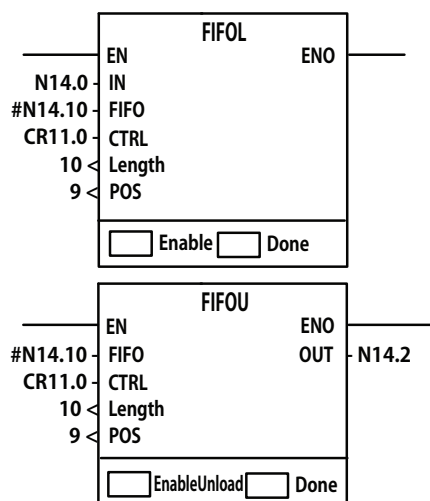 FIFOL
EN ENO
N14.0 IN
#N14.10 FIFO
CR11.0 CTRL
10 < Length
9 < POS
Enable Done
FIFOU
EN ENO
#N14.10 FIFO OUT N14.2
CR11.0 CTRL
10 < Length
9 < POS
EnableUnload Done